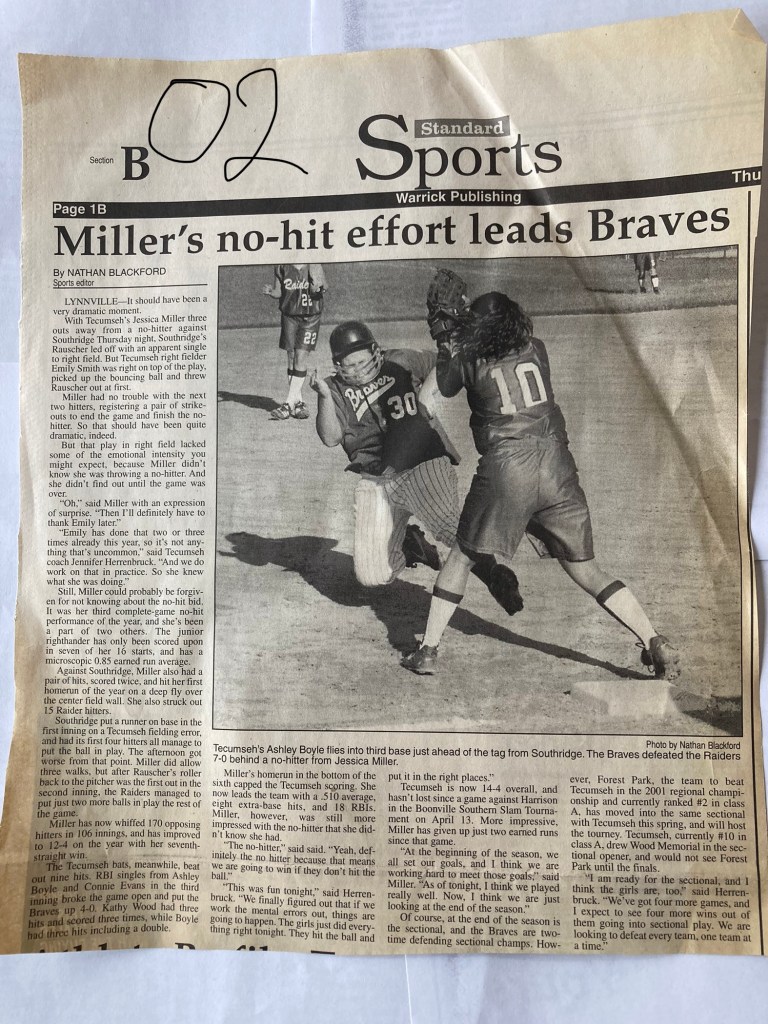 02
Section B
Standard
Sports
Thu
Page 1B
Warrick Publishing
Miller's no-hit effort leads Braves
By NATHAN BLACKFORD
Sports editor
LYNNVILLE—It should have been a
very dramatic moment.
With Tecumseh's Jessica Miller three
outs away from a no-hitter against
Southridge Thursday night, Southridge's
Rauscher led off with an apparent single
to right field. But Tecumseh right fielder
Emily Smith was right on top of the play,
picked up the bouncing ball and threw
Rauscher out at first.
Miller had no trouble with the next
two hitters, registering a pair of strike-
outs to end the game and finish the no-
hitter. So that should have been quite
dramatic, indeed.
But that play in right field lacked
some of the emotional intensity you
might expect, because Miller didn't
know she was throwing a no-hitter. And
she didn't find out until the game was
over.
"Oh," said Miller with an expression
of surprise. "Then I'll definitely have to
thank Emily later."
"Emily has done that two or three
times already this year, so it's not any-
thing that's uncommon," said Tecumseh
coach Jennifer Herrenbruck. "And we do
work on that in practice. So she knew
what she was doing."
Still, Miller could probably be forgiv-
en for not knowing about the no-hit bid.
It was her third complete-game no-hit
performance of the year, and she's been
a part of two others. The junior
righthander has only been scored upon
in seven of her 16 starts, and has a
microscopic 0.85 earned run average.
Against Southridge, Miller also had a
pair of hits, scored twice, and hit her first
homerun of the year on a deep fly over
the center field wall. She also struck out
15 Raider hitters.
Southridge put a runner on base in the
first inning on a Tecumseh fielding error,
and had its first four hitters all manage to
put the ball in play. The afternoon got
worse from that point. Miller did allow
three walks, but after Rauscher's roller
back to the pitcher was the first out in the
second inning, the Raiders managed to
put just two more balls in play the rest of
the game.
Miller has now whiffed 170 opposing
hitters in 106 innings, and has improved
to 12-4 on the year with her seventh-
straight win.
The Tecumseh bats, meanwhile, beat
out nine hits. RBI singles from Ashley
Boyle and Connie Evans in the third
inning broke the game open and put the
Braves up 4-0. Kathy Wood had three
hits and scored three times, while Boyle
had three hits including a double.
Raide
22
22
Braves
30
10
Photo by Nathan Blackford
Tecumseh's Ashley Boyle flies into third base just ahead of the tag from Southridge. The Braves defeated the Raiders
7-0 behind a no-hitter from Jessica Miller.
Miller's homerun in the bottom of the
sixth capped the Tecumseh scoring. She
now leads the team with a .510 average,
eight extra-base hits, and 18 RBIs.
Miller, however, was still more
impressed with the no-hitter that she did-
n't know she had.
"The no-hitter," said said. "Yeah, def-
initely the no hitter because that means
we are going to win if they don't hit the
ball."
"This was fun tonight," said Herren-
bruck. "We finally figured out that if we
work the mental errors out, things are
going to happen. The girls just did every-
thing right tonight. They hit the ball and
put it in the right places."
Tecumseh is now 14-4 overall, and
hasn't lost since a game against Harrison
in the Boonville Southern Slam Tourna-
ment on April 13. More impressive,
Miller has given up just two earned runs
since that game.
"At the beginning of the season, we
all set our goals, and I think we are
working hard to meet those goals," said
Miller. "As of tonight, I think we played
really well. Now, I think we are just
looking at the end of the season."
Of course, at the end of the season is
the sectional, and the Braves are two-
time defending sectional champs. How-
ever, Forest Park, the team to beat
Tecumseh in the 2001 regional champi-
onship and currently ranked #2 in class
A, has moved into the same sectional
with Tecumseh this spring, and will host
the tourney. Tecumseh, currently #10 in
class A, drew Wood Memorial in the sec-
tional opener, and would not see Forest
Park until the finals.
"I am ready for the sectional, and I
think the girls are, too," said Herren-
bruck. "We've got four more games, and
I expect to see four more wins out of
them going into sectional play. We are
looking to defeat every team, one team at
a time."